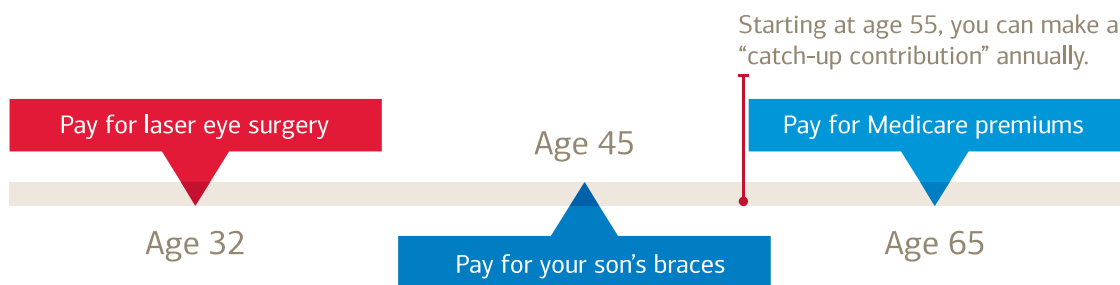 Starting at age 55, you can make a
“catch-up contribution” annually.
Pay for laser eye surgery
Age 32
Age 45
Pay for your son’s braces
Pay for Medicare premiums
Age 65